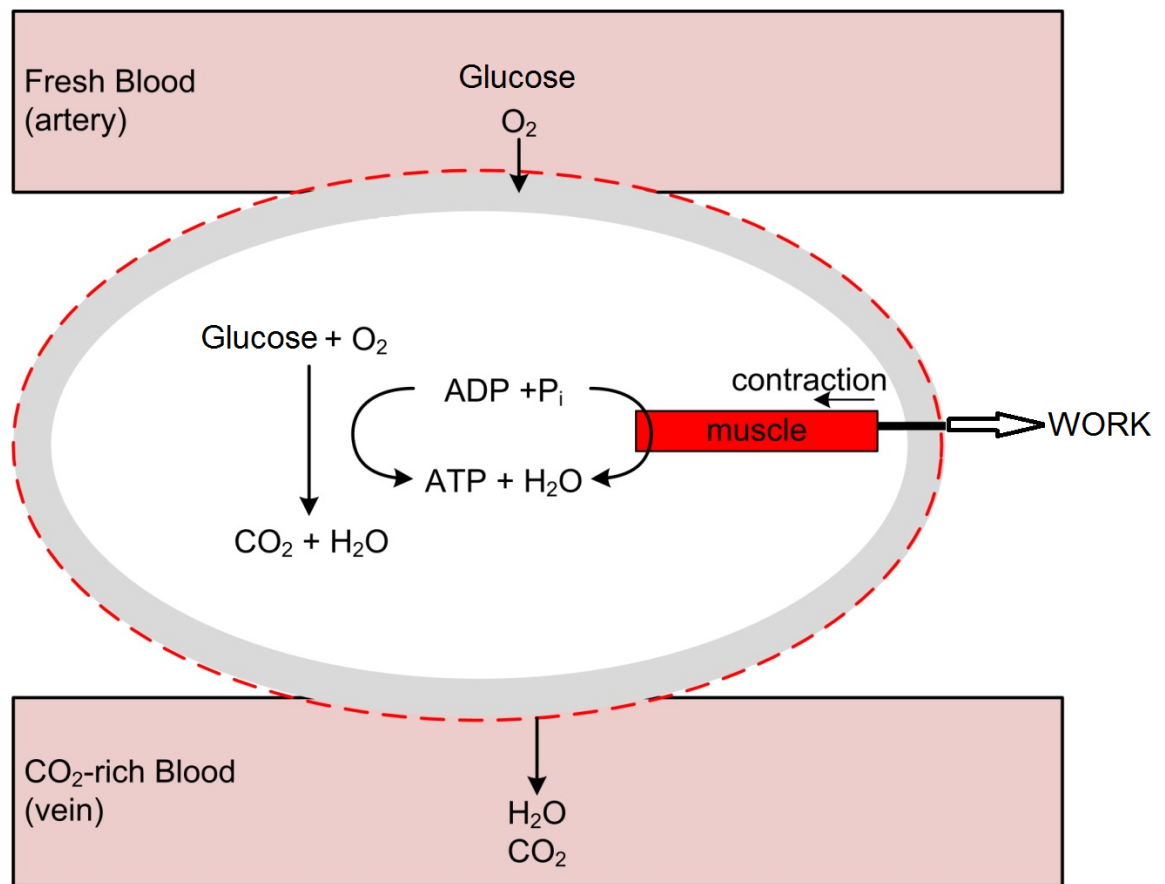 Fresh Blood
(artery)
Glucose
O₂
Glucose + O₂
ADP +Pᵢ
contraction
muscle
WORK
ATP + H₂O
CO₂ + H₂O
CO₂-rich Blood
(vein)
H₂O
CO₂